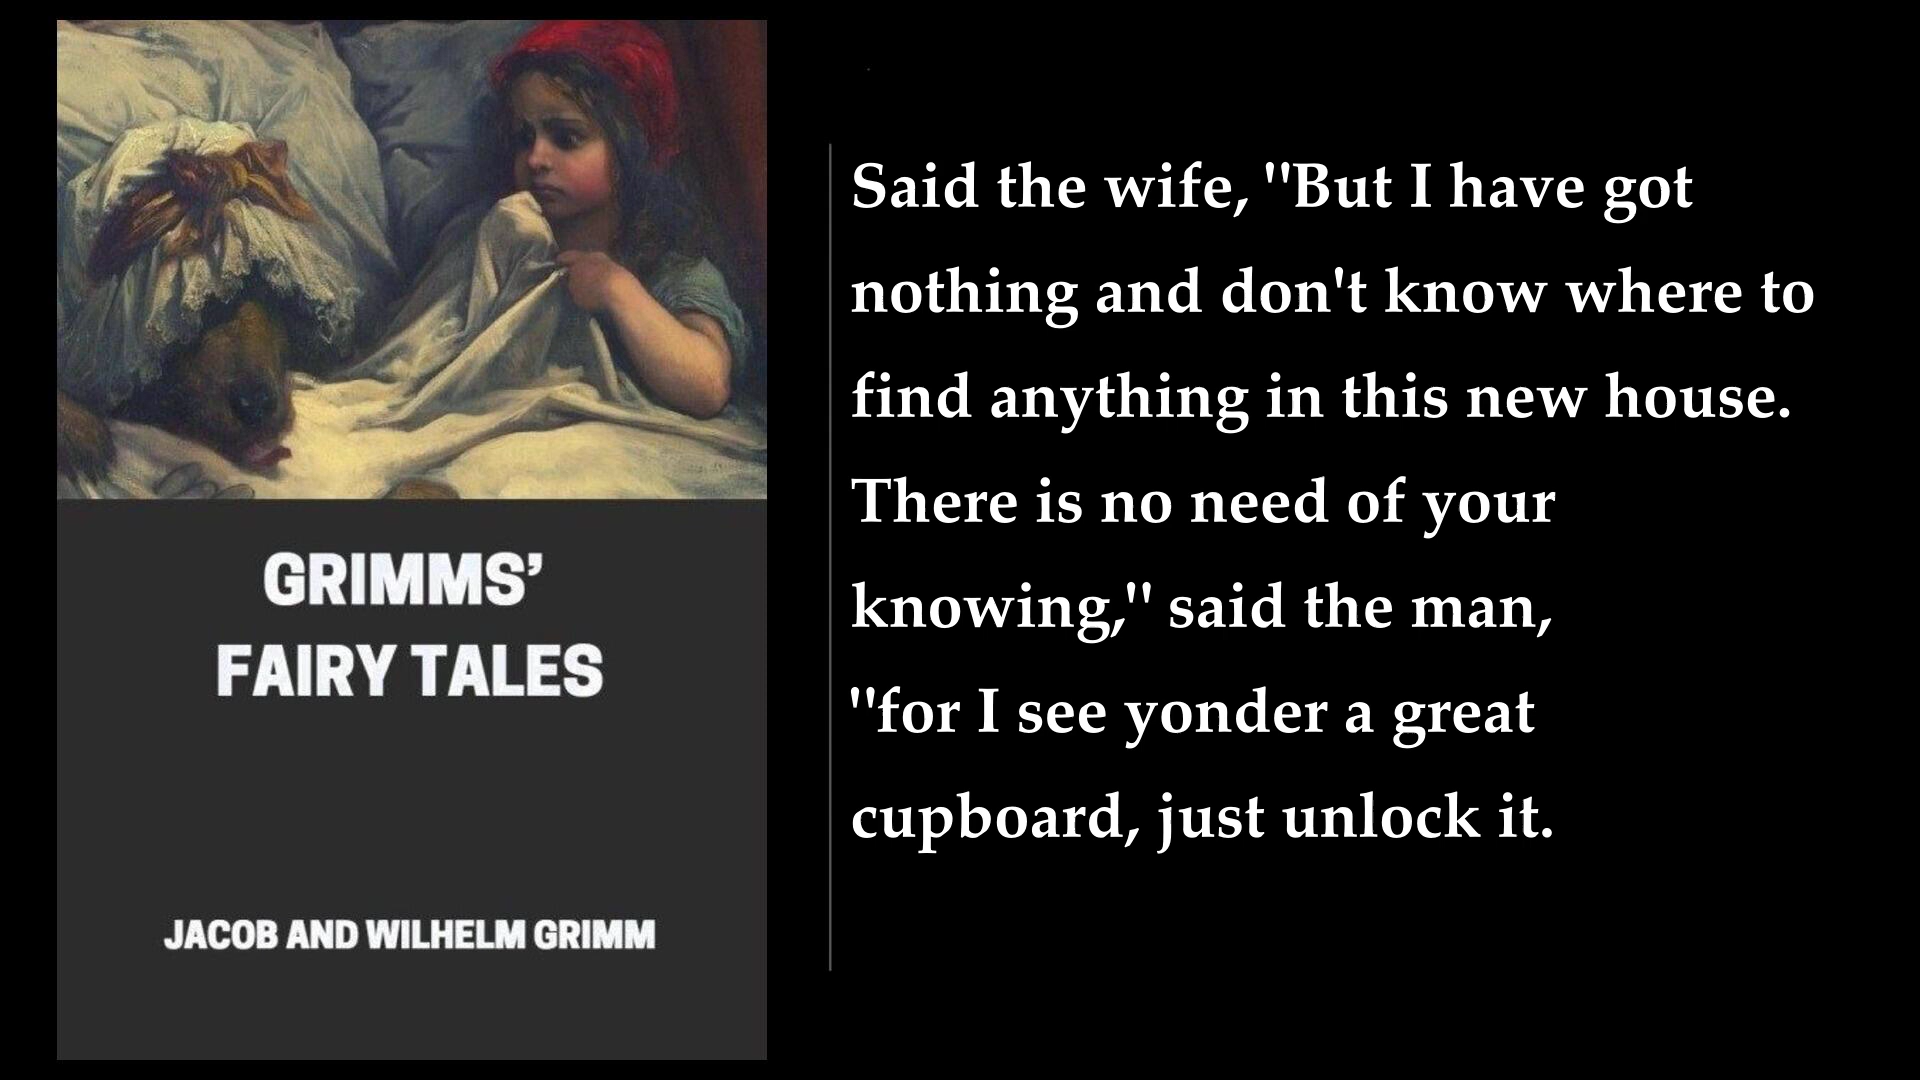 GRIMMS’
FAIRY TALES
JACOB AND WILHELM GRIMM
Said the wife, "But I have got
nothing and don't know where to
find anything in this new house.
There is no need of your
knowing," said the man,
"for I see yonder a great
cupboard, just unlock it.